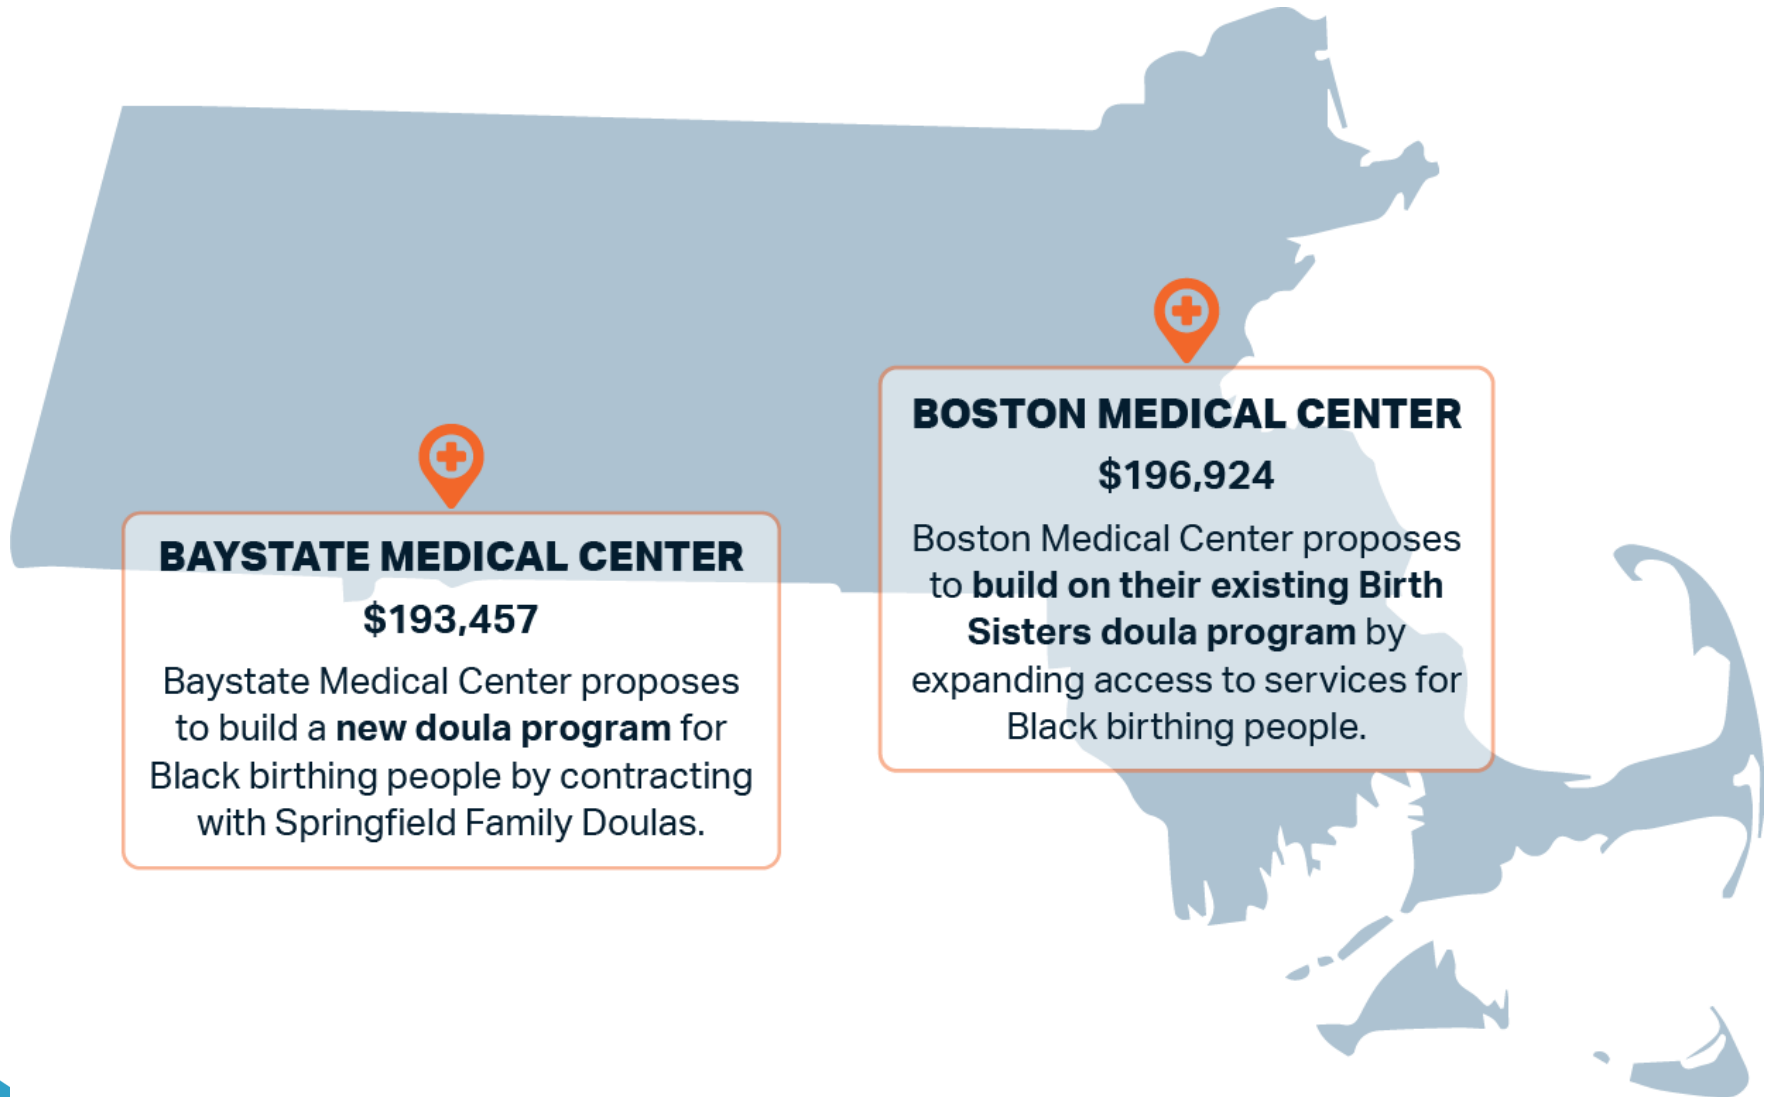 BAYSTATE MEDICAL CENTER
$193,457
Baystate Medical Center proposes
to build a new doula program for
Black birthing people by contracting
with Springfield Family Doulas.
BOSTON MEDICAL CENTER
$196,924
Boston Medical Center proposes
to build on their existing Birth
Sisters doula program by
expanding access to services for
Black birthing people.